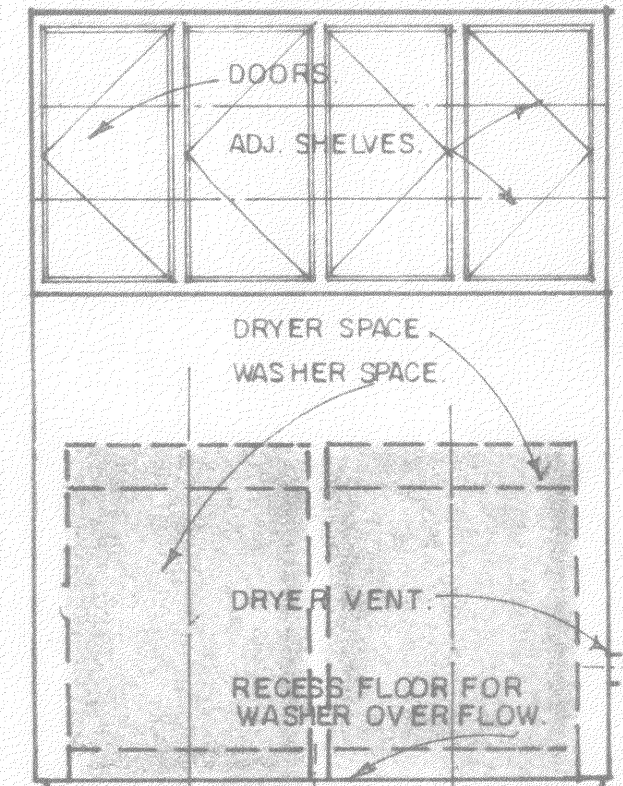 DOORS.
ADJ. SHELVES.
DRYER SPACE.
WASHER SPACE.
DRYER VENT.
RECESS FLOOR FOR
WASHER OVERFLOW.